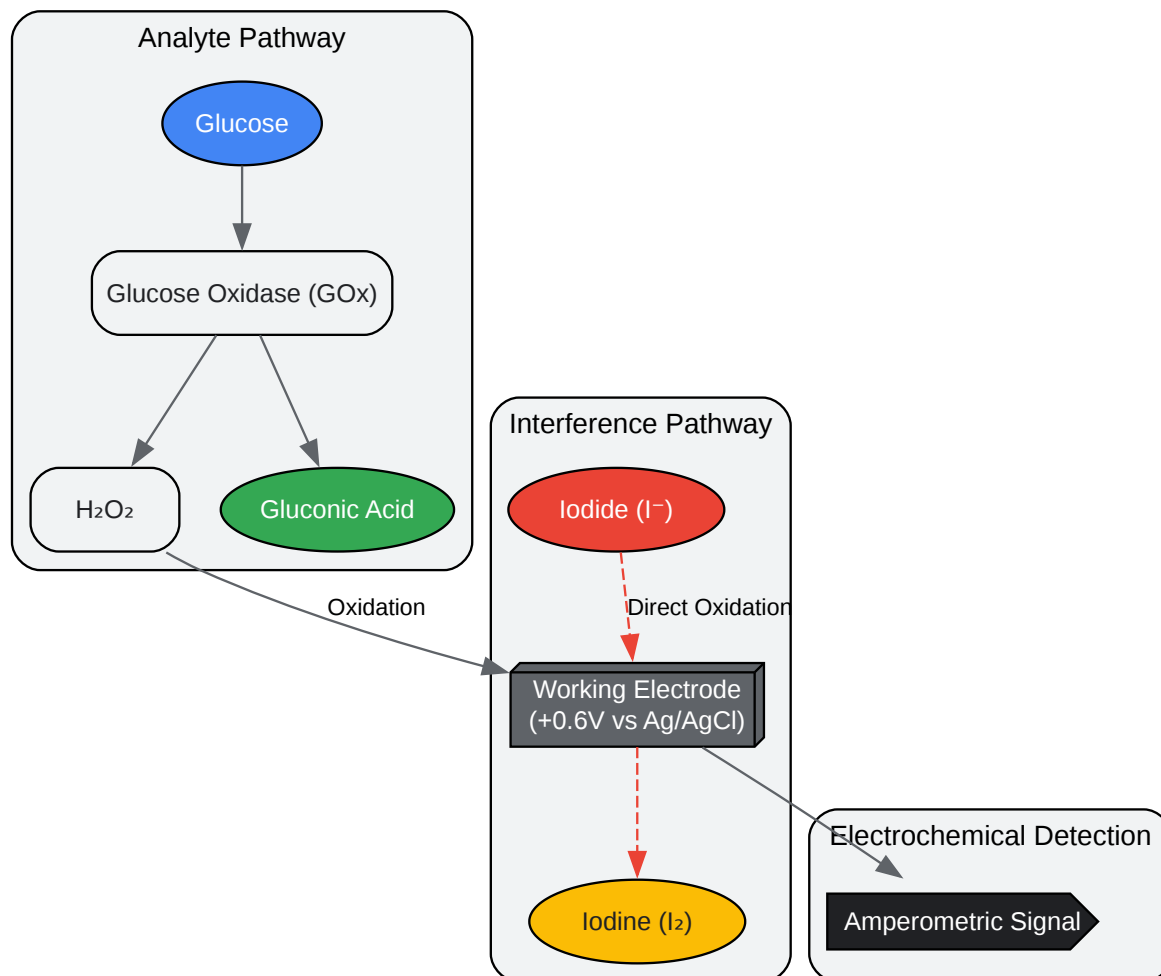 Analyte Pathway
Glucose
Glucose Oxidase (GOx)
H₂O₂
Gluconic Acid
Interference Pathway
Iodide (I⁻)
Oxidation
Direct Oxidation
Working Electrode
(+0.6V vs Ag/AgCl)
Iodine (I₂)
Electrochemical Detection
Amperometric Signal